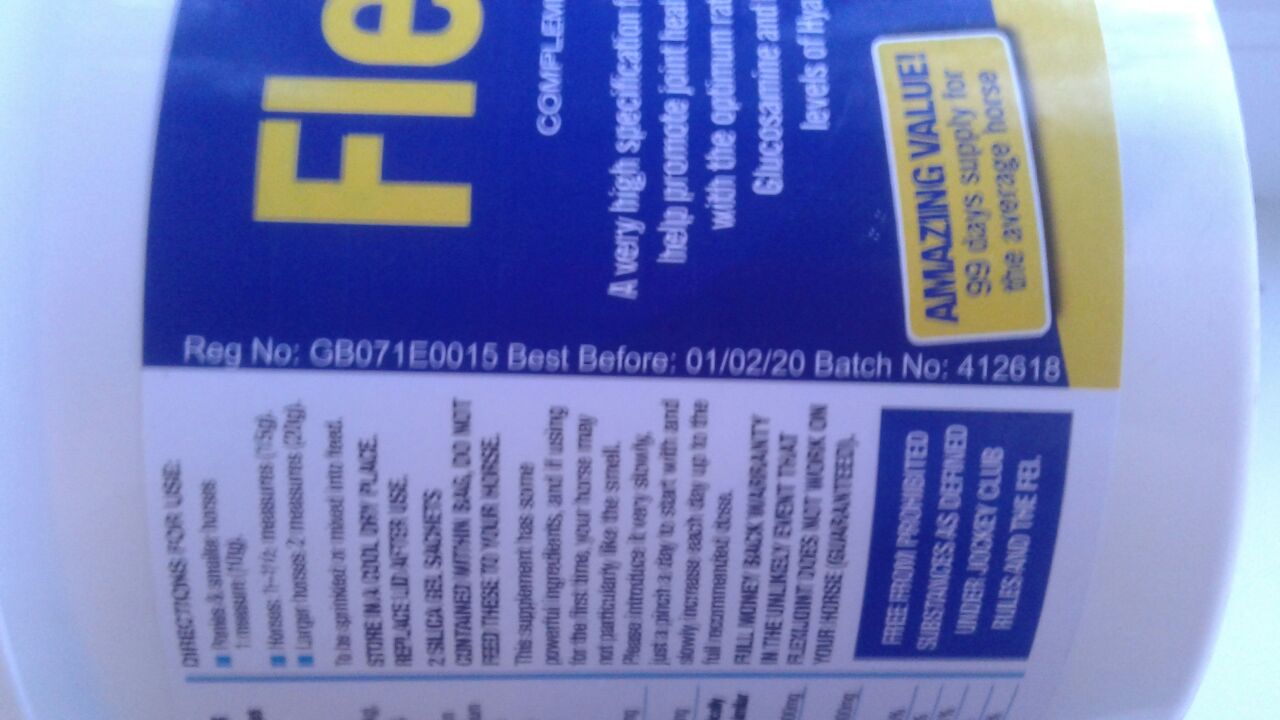 Fle
COMPLEM
A very high specification
help promote joint heal
with the optimum rat
Glucosamine and
levels of Hya
AMAZING VALUE!
99 days supply for
the average horse
Reg No: GB071E0015 Best Before: 01/02/20 Batch No: 412618
DIRECTIONS FOR USE:
Ponies & smaller horses
1 measure (10g).
Horses: 1-1½ measures (15g).
Larger horses 2 measures (20g).
To be sprinkled or mixed into feed.
STORE IN A COOL DRY PLACE.
REPLACE LID AFTER USE.
2 SILICA GEL SACHETS
CONTAINED WITHIN BAG, DO NOT
FEED THESE TO YOUR HORSE.
This supplement has some
powerful ingredients, and if using
for the first time, your horse may
not particularly like the smell.
Please introduce it very slowly,
just a pinch a day to start with and
slowly increase each day up to the
full recommended dose.
FULL MONEY BACK WARRANTY
IN THE UNLIKELY EVENT THAT
FLEXIJOINT DOES NOT WORK ON
YOUR HORSE (GUARANTEED).
FREE FROM PROHIBITED
SUBSTANCES AS DEFINED
UNDER JOCKEY CLUB
RULES AND THE FEI.